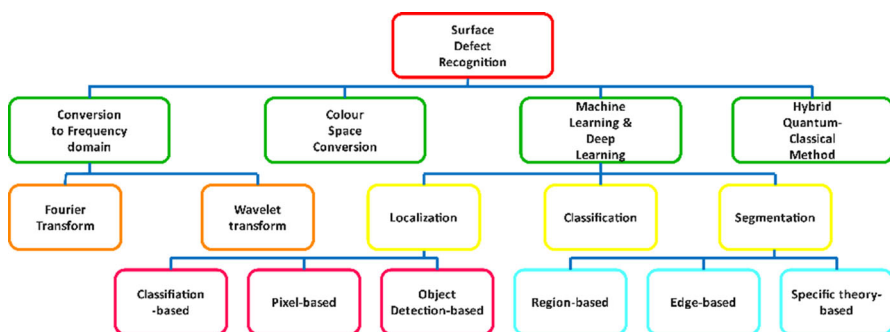 Surface
Defect
Recognition
Conversion
to Frequency
domain
Colour
Space
Conversion
Machine
Learning &
Deep
Learning
Hybrid
Quantum-
Classical
Method
Fourier
Transform
Wavelet
transform
Localization
Classification
Segmentation
Classifiation
-based
Pixel-based
Object
Detection-based
Region-based
Edge-based
Specific theory-
based